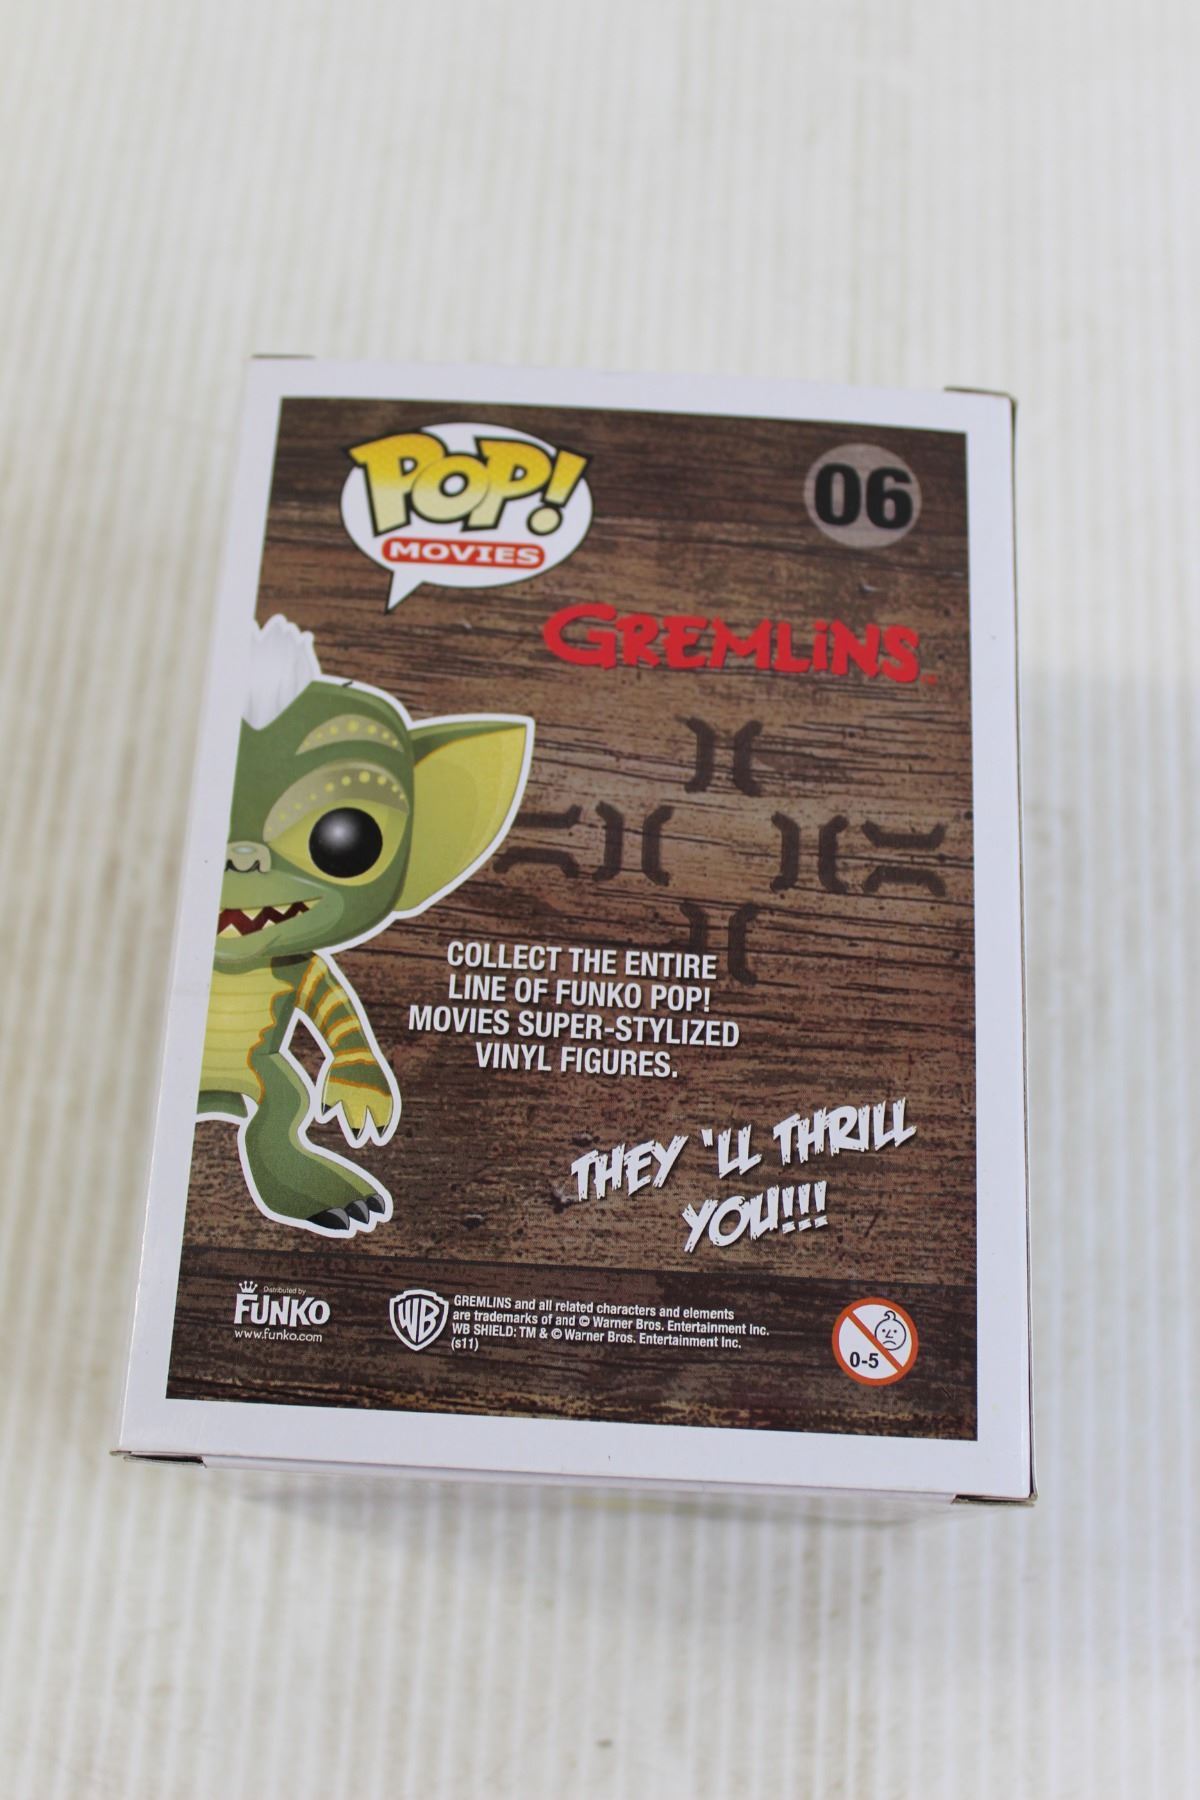 POP!
MOVIES
06
GREMLiNS™
COLLECT THE ENTIRE
LINE OF FUNKO POP!
MOVIES SUPER-STYLIZED
VINYL FIGURES.
THEY 'LL THRILL
YOU!!!
Distributed by
FUNKO
www.funko.com
WB
GREMLINS and all related characters and elements
are trademarks of and © Warner Bros. Entertainment Inc.
WB SHIELD: TM & © Warner Bros. Entertainment Inc.
(s11)
0-5